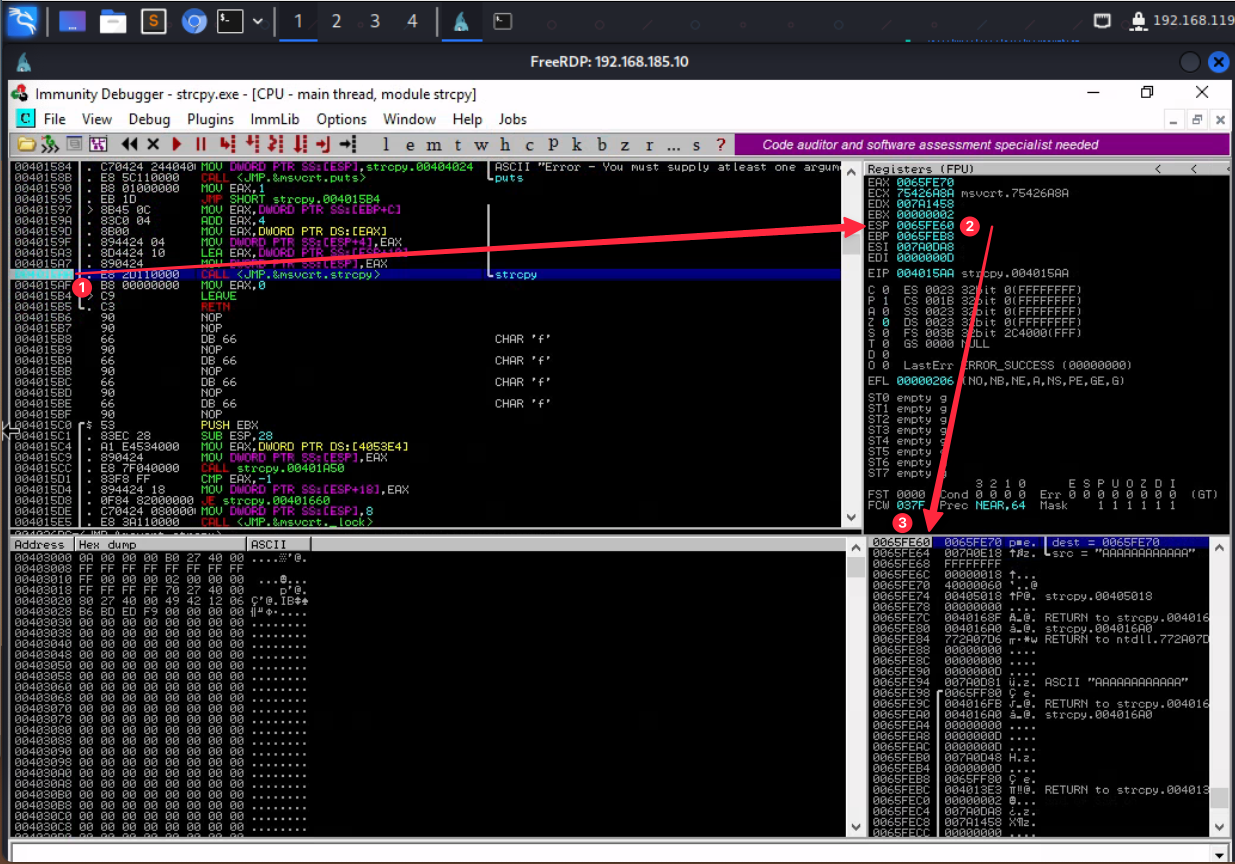 1 2 3 4
192.168.119
FreeRDP: 192.168.185.10
Immunity Debugger - strcpy.exe - [CPU - main thread, module strcpy]
C File View Debug Plugins ImmLib Options Window Help Jobs
l e m t w h c P k b z r ... s ?
Code auditor and software assessment specialist needed
00401584 . C70424 244040 MOV DWORD PTR SS:[ESP],strcpy.00404024 ASCII "Error - You must supply atleast one argum
0040158B . E8 5C110000 CALL <JMP.&msvcrt.puts> puts
00401590 . B8 01000000 MOV EAX,1
00401595 . EB 1D JMP SHORT strcpy.004015B4
00401597 > 8B45 0C MOV EAX,DWORD PTR SS:[EBP+C]
0040159A . 83C0 04 ADD EAX,4
0040159D . 8B00 MOV EAX,DWORD PTR DS:[EAX]
0040159F . 894424 04 MOV DWORD PTR SS:[ESP+4],EAX
004015A3 . 8D4424 10 LEA EAX,DWORD PTR SS:[ESP+10]
004015A7 . 890424 MOV DWORD PTR SS:[ESP],EAX
. E8 2D110000 CALL <JMP.&msvcrt.strcpy> strcpy
1
004015AF . B8 00000000 MOV EAX,0
004015B4 > C9 LEAVE
004015B5 . C3 RETN
004015B6 90 NOP
004015B7 90 NOP
004015B8 66 DB 66 CHAR 'f'
004015B9 90 NOP
004015BA 66 DB 66 CHAR 'f'
004015BB 90 NOP
004015BC 66 DB 66 CHAR 'f'
004015BD 90 NOP
004015BE 66 DB 66 CHAR 'f'
004015BF 90 NOP
004015C0 $ 53 PUSH EBX
004015C1 . 83EC 28 SUB ESP,28
004015C4 . A1 E4534000 MOV EAX,DWORD PTR DS:[4053E4]
004015C9 . 890424 MOV DWORD PTR SS:[ESP],EAX
004015CC . E8 7F040000 CALL strcpy.00401A50
004015D1 . 83F8 FF CMP EAX,-1
004015D4 . 894424 18 MOV DWORD PTR SS:[ESP+18],EAX
004015D8 . 0F84 82000000 JE strcpy.00401660
004015DE . C70424 080000 MOV DWORD PTR SS:[ESP],8
004015E5 . E8 3A110000 CALL <JMP.&msvcrt._lock>
Registers (FPU) < <
EAX 0065FE70
ECX 75426A8A msvcrt.75426A8A
EDX 007A1458
EBX 00000002
ESP 0065FE60
2
EBP 0065FEB8
ESI 007A0DA8
EDI 0000000D
EIP 004015AA strcpy.004015AA
C 0 ES 0023 32bit 0(FFFFFFFF)
P 1 CS 001B 32bit 0(FFFFFFFF)
A 0 SS 0023 32bit 0(FFFFFFFF)
Z 0 DS 0023 32bit 0(FFFFFFFF)
S 0 FS 003B 32bit 2C4000(FFF)
T 0 GS 0000 NULL
D 0
O 0 LastErr ERROR_SUCCESS (00000000)
EFL 00000206 (NO,NB,NE,A,NS,PE,GE,G)
ST0 empty g
ST1 empty g
ST2 empty g
ST3 empty g
ST4 empty g
ST5 empty
ST6 empty
ST7 empty g
3 2 1 0 E S P U O Z D I
FST 0000 Cond 0 0 0 0 Err 0 0 0 0 0 0 0 0 (GT)
FCW 037F Prec NEAR,64 Mask 1 1 1 1 1 1
3
Address Hex dump ASCII
00403000 0A 00 00 00 B0 27 40 00
00403008 FF FF FF FF FF FF FF FF
00403010 FF 00 00 00 02 00 00 00
00403018 FF FF FF FF 70 27 40 00
00403020 80 27 40 00 49 42 12 06
00403028 B6 BD ED F9 00 00 00 00
00403030 00 00 00 00 00 00 00 00 ........
00403038 00 00 00 00 00 00 00 00 ........
00403040 00 00 00 00 00 00 00 00 ........
00403048 00 00 00 00 00 00 00 00 ........
00403050 00 00 00 00 00 00 00 00 ........
00403058 00 00 00 00 00 00 00 00 ........
00403060 00 00 00 00 00 00 00 00 ........
00403068 00 00 00 00 00 00 00 00 ........
00403070 00 00 00 00 00 00 00 00 ........
00403078 00 00 00 00 00 00 00 00 ........
00403080 00 00 00 00 00 00 00 00 ........
00403088 00 00 00 00 00 00 00 00 ........
00403090 00 00 00 00 00 00 00 00 ........
00403098 00 00 00 00 00 00 00 00 ........
004030A0 00 00 00 00 00 00 00 00 ........
004030A8 00 00 00 00 00 00 00 00 ........
004030B0 00 00 00 00 00 00 00 00 ........
004030B8 00 00 00 00 00 00 00 00 ........
004030C0 00 00 00 00 00 00 00 00 ........
004030C8 00 00 00 00 00 00 00 00 ........
0065FE60 0065FE70 dest = 0065FE70
0065FE64 007A0E18 src = "AAAAAAAAAAAA"
0065FE68 FFFFFFFF
0065FE6C 00000018
0065FE70 40000060
0065FE74 00405018 strcpy.00405018
0065FE78 00000000 ....
0065FE7C 0040168F RETURN to strcpy.004016
0065FE80 004016A0 strcpy.004016A0
0065FE84 772A07D6 RETURN to ntdll.772A07D
0065FE88 00000000 ....
0065FE8C 00000000 ....
0065FE90 0000000D ....
0065FE94 007A0D81 ASCII "AAAAAAAAAAAA"
0065FE98 0065FF80
0065FE9C 004016FB RETURN to strcpy.004016
0065FEA0 004016A0 strcpy.004016A0
0065FEA4 00000000 ....
0065FEA8 0000000D ....
0065FEAC 00000000 ....
0065FEB0 007A0D48 H.z.
0065FEB4 0000000D ....
0065FEB8 0065FF80
0065FEBC 004013E3 RETURN to strcpy.004013
0065FEC0 00000002
0065FEC4 007A0DA8
0065FEC8 007A1458
0065FECC 00000000 ....